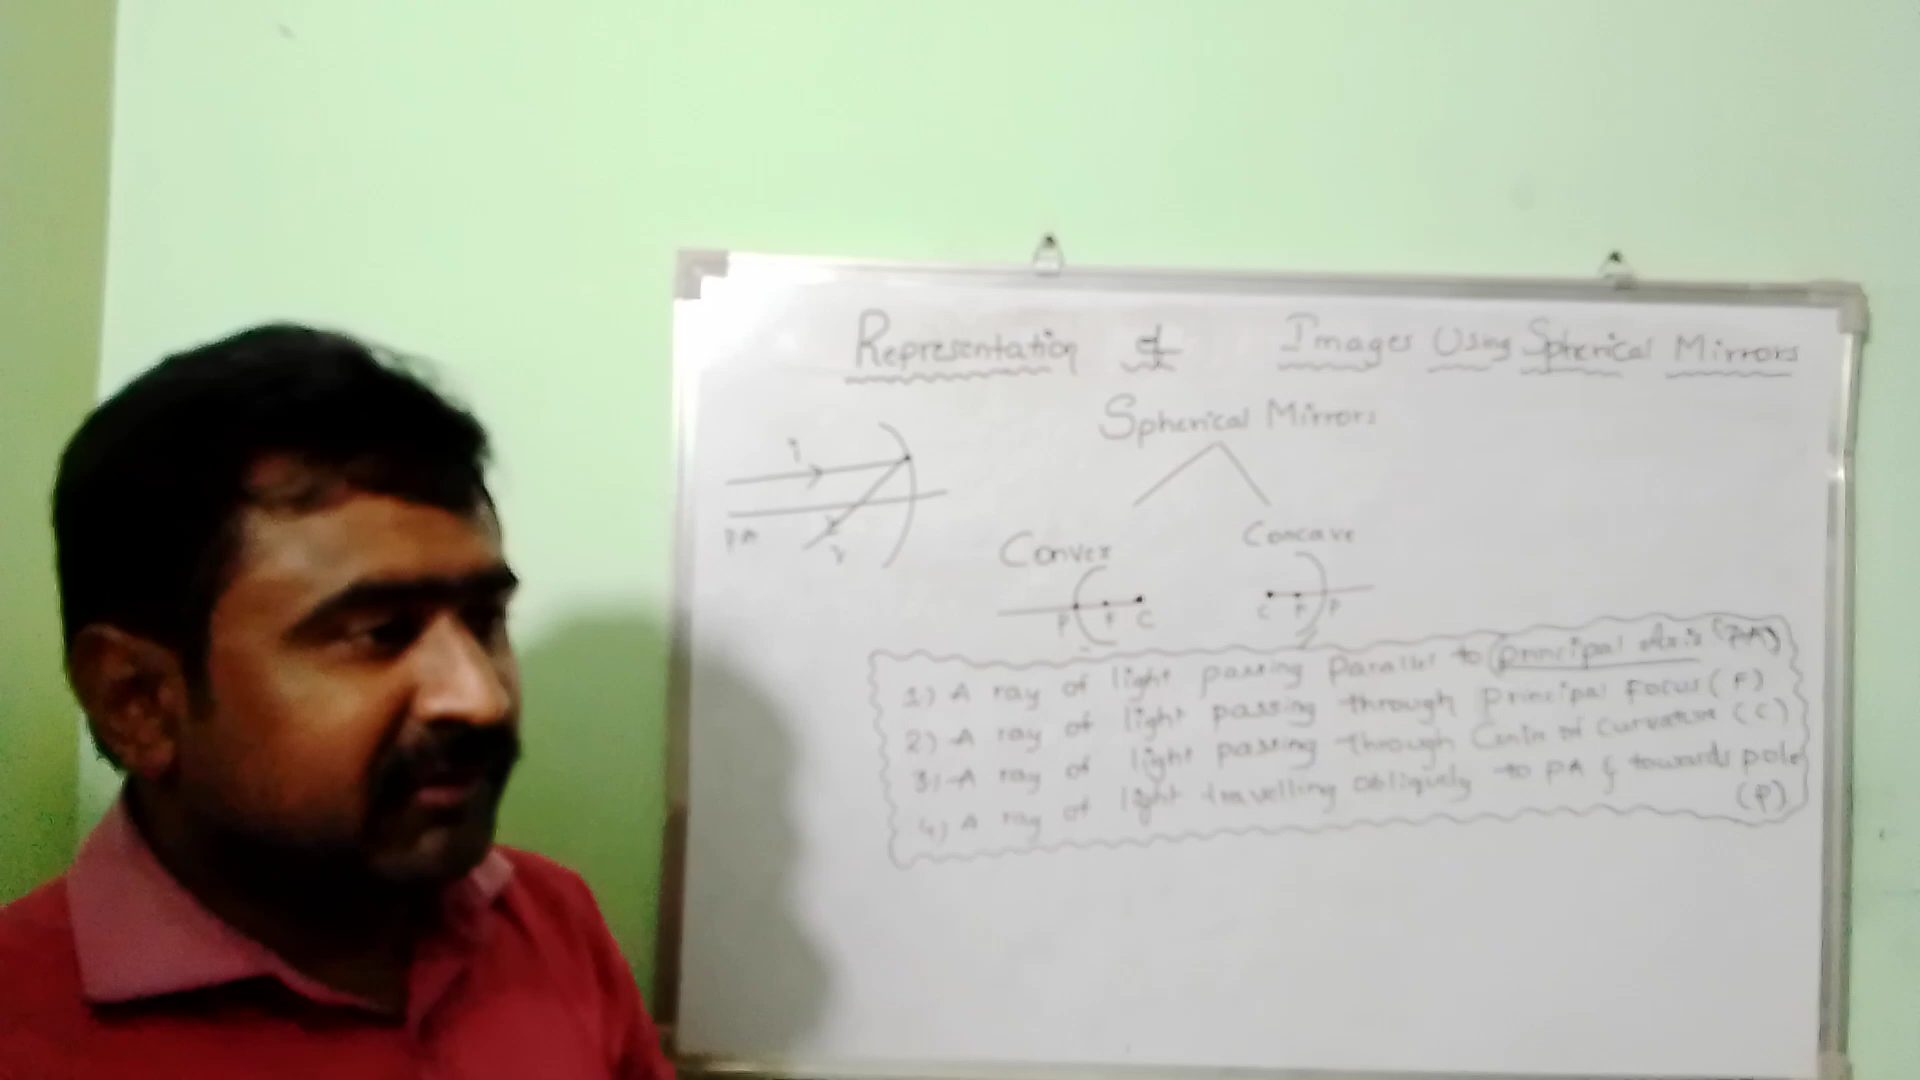 Representation of Images Using Spherical Mirrors
Spherical Mirrors
i
PA
r
Convex
P F C
Concave
C F P
1) A ray of light passing parallel to principal Axis (PA)
2) A ray of light passing through principal Focus (F)
3) A ray of light passing through Centre of curvature (C)
4) A ray of light travelling obliquely to PA & towards pole
(P)